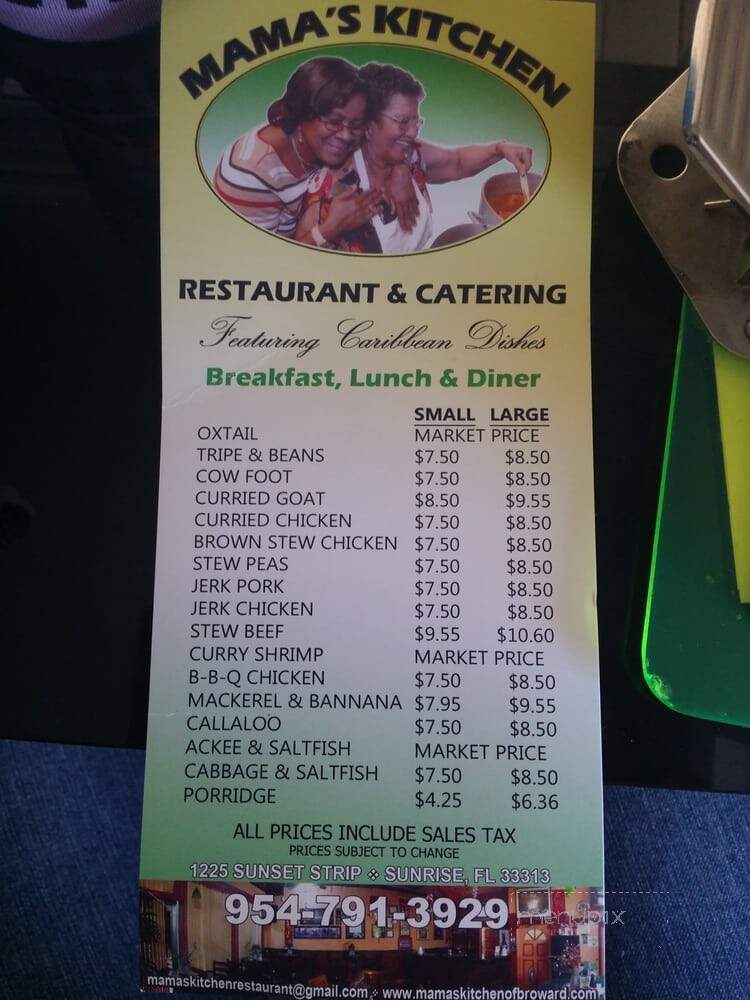 MAMA'S KITCHEN
RESTAURANT & CATERING
Featuring Caribbean Dishes
Breakfast, Lunch & Diner
SMALL LARGE
OXTAIL MARKET PRICE
TRIPE & BEANS $7.50 $8.50
COW FOOT $7.50 $8.50
CURRIED GOAT $8.50 $9.55
CURRIED CHICKEN $7.50 $8.50
BROWN STEW CHICKEN $7.50 $8.50
STEW PEAS $7.50 $8.50
JERK PORK $7.50 $8.50
JERK CHICKEN $7.50 $8.50
STEW BEEF $9.55 $10.60
CURRY SHRIMP MARKET PRICE
B-B-Q CHICKEN $7.50 $8.50
MACKEREL & BANNANA $7.95 $9.55
CALLALOO $7.50 $8.50
ACKEE & SALTFISH MARKET PRICE
CABBAGE & SALTFISH $7.50 $8.50
PORRIDGE $4.25 $6.36
ALL PRICES INCLUDE SALES TAX
PRICES SUBJECT TO CHANGE
1225 SUNSET STRIP ❖ SUNRISE, FL 33313
954-791-3929
menupix
mamaskitchenrestaurant@gmail.com ❖ www.mamaskitchenofbroward.com